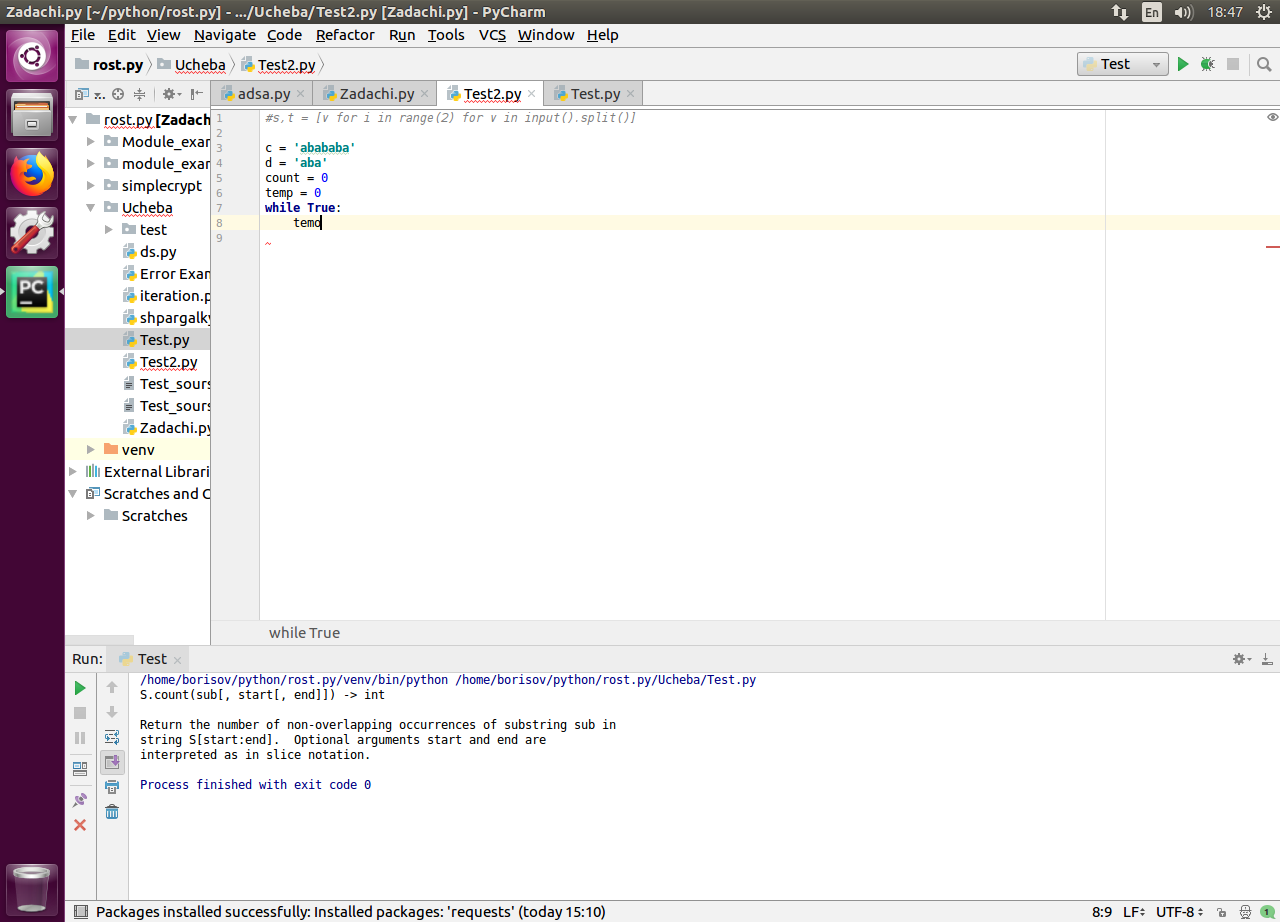 Zadachi.py [~/python/rost.py] - .../Ucheba/Test2.py [Zadachi.py] - PyCharm
En 18:47
File Edit View Navigate Code Refactor Run Tools VCS Window Help
rost.py Ucheba Test2.py Test
adsa.py Zadachi.py Test2.py Test.py
rost.py [Zadach
Module_exar
module_exar
simplecrypt
Ucheba
test
ds.py
Error Exan
iteration.p
shpargalky
Test.py
Test2.py
Test_sours
Test_sours
Zadachi.py
venv
External Librari
Scratches and C
Scratches
1 #s,t = [v for i in range(2) for v in input().split()]
2
3 c = 'abababa'
4 d = 'aba'
5 count = 0
6 temp = 0
7 while True:
8 temo
9
while True
Run: Test
/home/borisov/python/rost.py/venv/bin/python /home/borisov/python/rost.py/Ucheba/Test.py
S.count(sub[, start[, end]]) -> int
Return the number of non-overlapping occurrences of substring sub in
string S[start:end].  Optional arguments start and end are
interpreted as in slice notation.
Process finished with exit code 0
PC
Packages installed successfully: Installed packages: 'requests' (today 15:10) 8:9 LF UTF-8 1